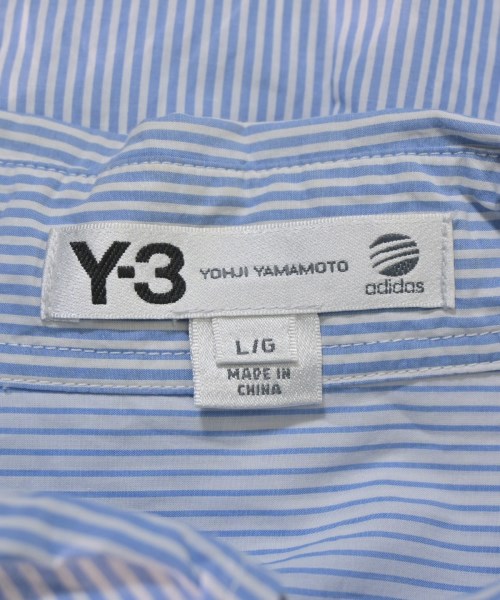 Y-3 YOHJI YAMAMOTO adidas
L/G
MADE IN
CHINA